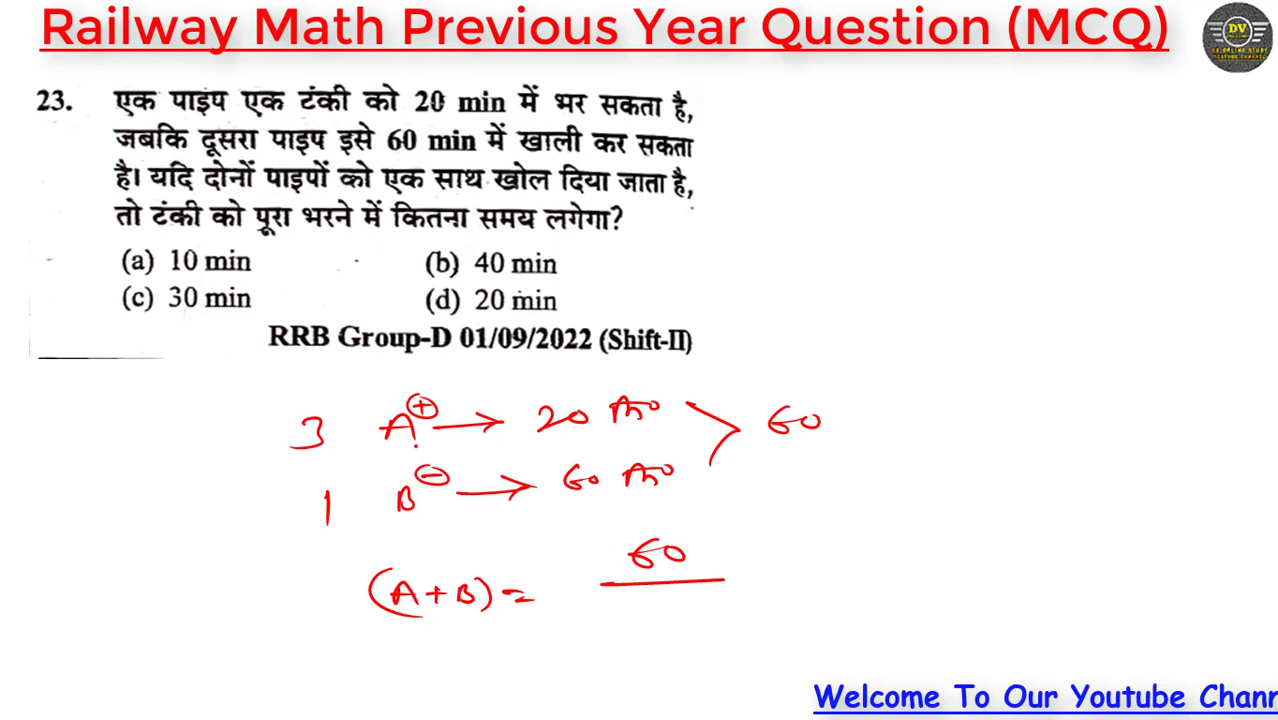 Railway Math Previous Year Question (MCQ)
DV
23. एक पाइप एक टंकी को 20 min में भर सकता है,
जबकि दूसरा पाइप इसे 60 min में खाली कर सकता
है। यदि दोनों पाइपों को एक साथ खोल दिया जाता है,
तो टंकी को पूरा भरने में कितना समय लगेगा?
(a) 10 min (b) 40 min
(c) 30 min (d) 20 min
RRB Group-D 01/09/2022 (Shift-II)
3 A⊕ → 20 मि० 60
1 B⊖ → 60 मि०
60
(A+B) =
Welcome To Our Youtube Chann